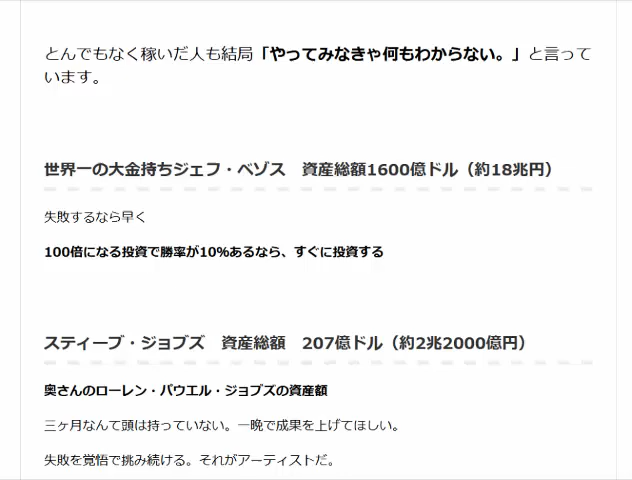 とんでもなく稼いだ人も結局「やってみなきゃ何もわからない。」と言って
います。
世界一の大金持ちジェフ・ベゾス　資産総額1600億ドル（約18兆円）
失敗するなら早く
100倍になる投資で勝率が10%あるなら、すぐに投資する
スティーブ・ジョブズ　資産総額　207億ドル（約2兆2000億円）
奥さんのローレン・パウエル・ジョブズの資産額
三ヶ月なんて頭は持っていない。一晩で成果を上げてほしい。
失敗を覚悟で挑み続ける。それがアーティストだ。